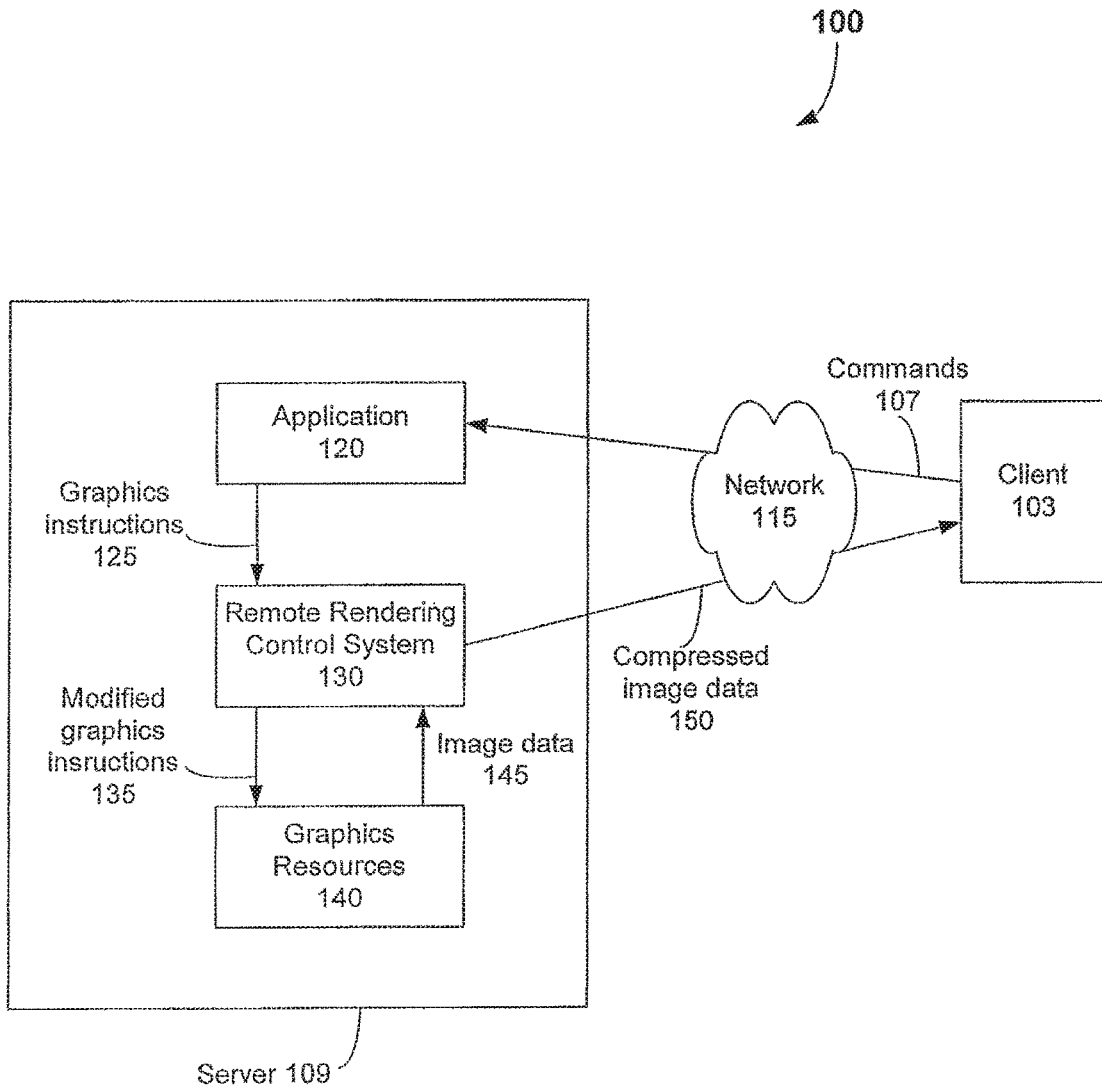 100
Commands
107
Application
120
Network
115
Client
103
Graphics
instructions
125
Remote Rendering
Control System
130
Compressed
image data
150
Modified
graphics
insructions
135
Image data
145
Graphics
Resources
140
Server 109